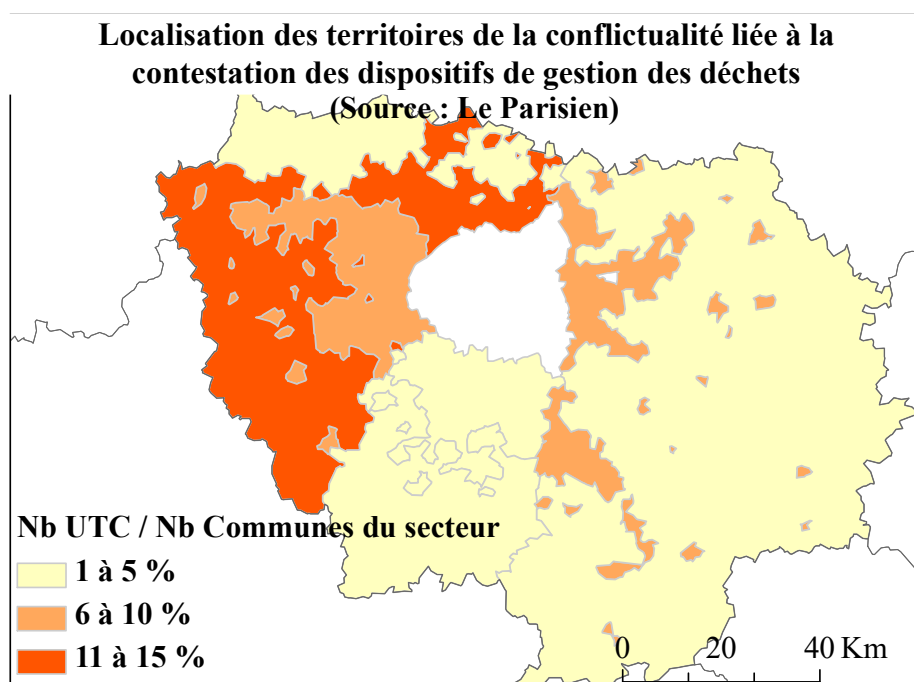 Localisation des territoires de la conflictualité liée à la
contestation des dispositifs de gestion des déchets
(Source : Le Parisien)
Nb UTC / Nb Communes du secteur
1 à 5 %
6 à 10 %
11 à 15 %
0 20 40 Km